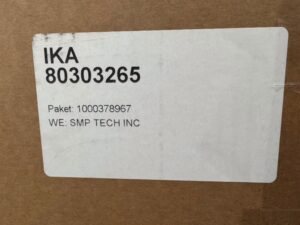 IKA
80303265
Paket: 1000378967
WE: SMP TECH INC